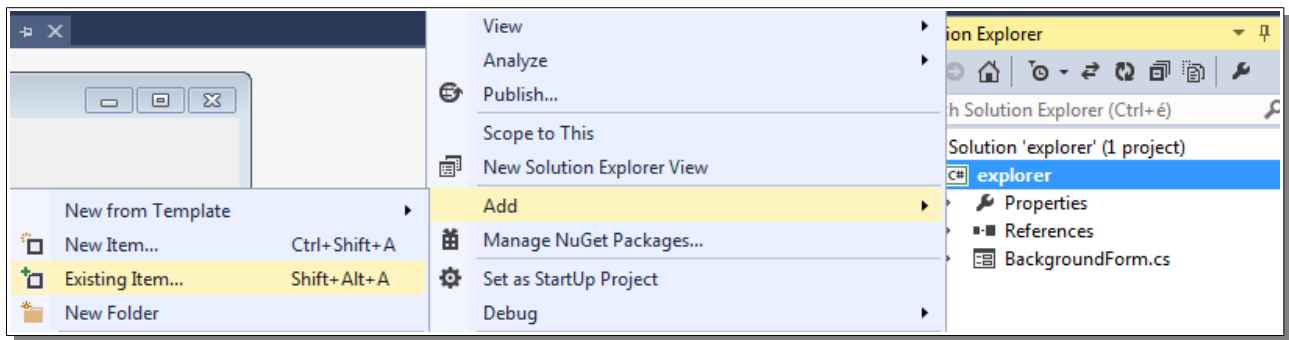 View
Analyze
Publish...
Scope to This
New Solution Explorer View
Add
Manage NuGet Packages...
Set as StartUp Project
Debug
New from Template
New Item... Ctrl+Shift+A
Existing Item... Shift+Alt+A
New Folder
ion Explorer
h Solution Explorer (Ctrl+é)
Solution 'explorer' (1 project)
C# explorer
Properties
References
BackgroundForm.cs